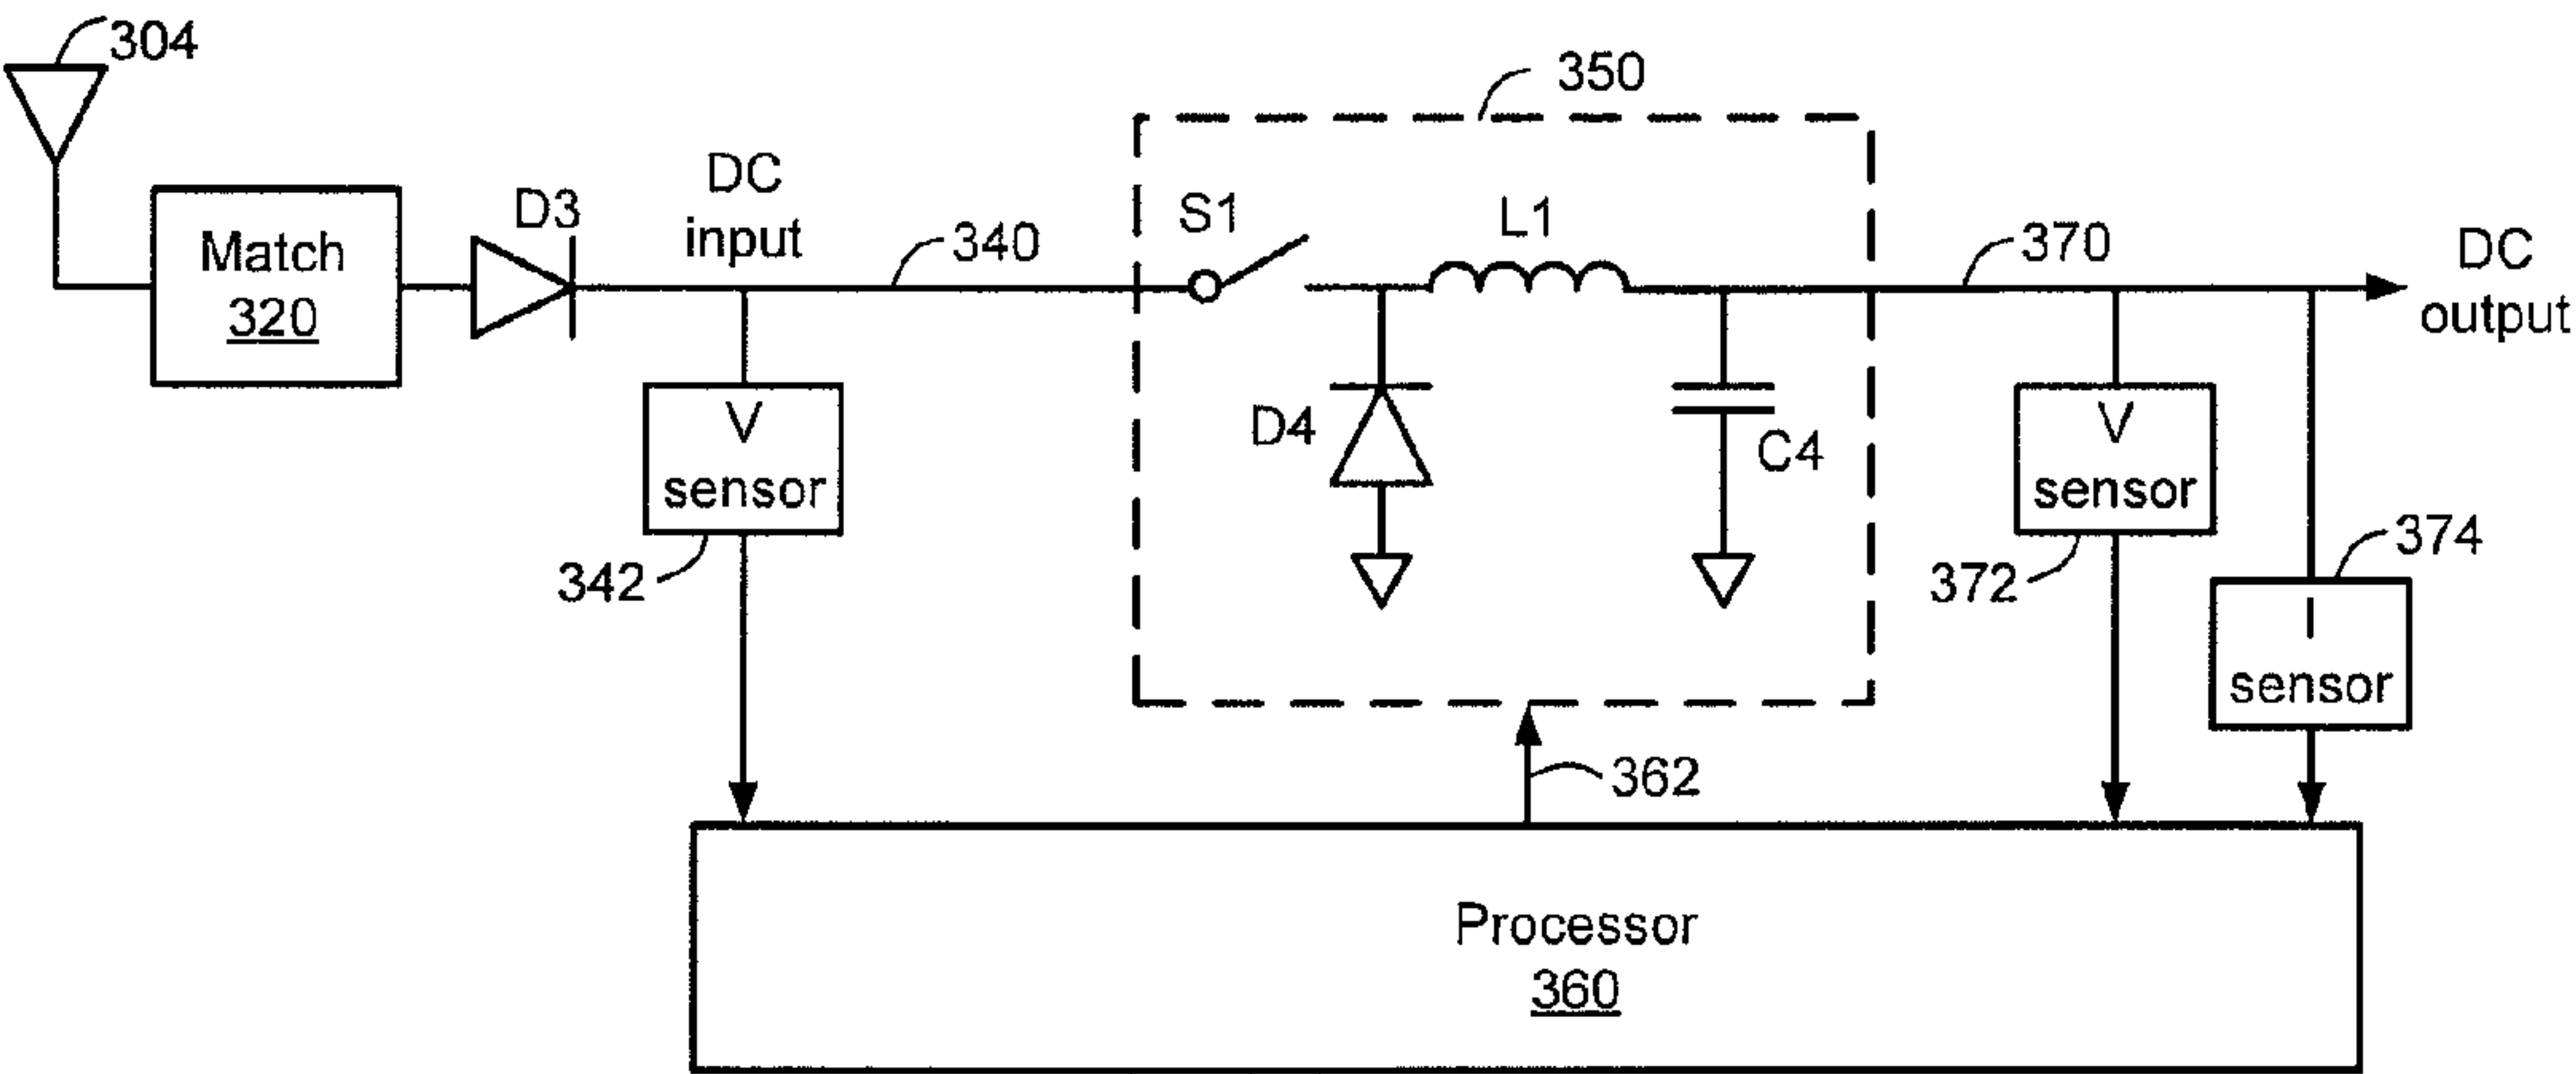 304
350
DC
input
D3
S1
L1
340
370
DC
output
Match
320
V
sensor
342
D4
C4
V
sensor
372
374
I
sensor
362
Processor
360